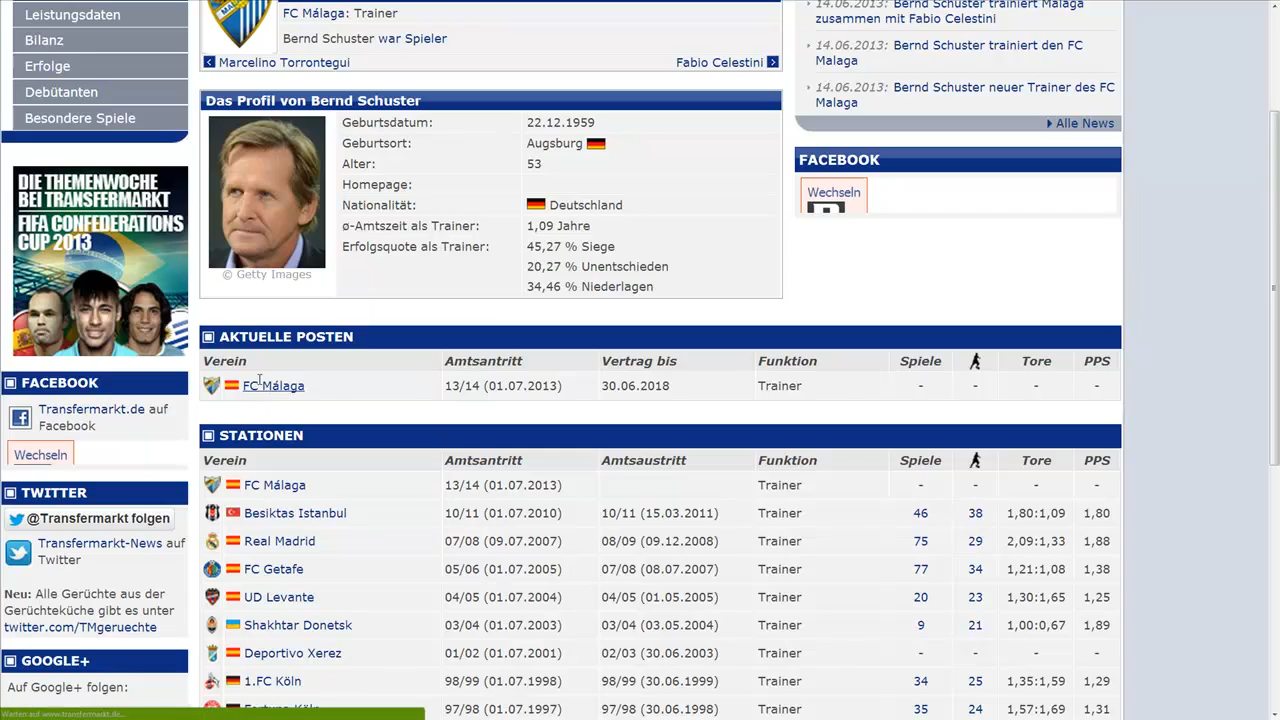 Leistungsdaten
Bilanz
Erfolge
Debütanten
Besondere Spiele
DIE THEMENWOCHE
BEI TRANSFERMARKT
FIFA CONFEDERATIONS
CUP 2013
FACEBOOK
Transfermarkt.de auf
Facebook
Wechseln
TWITTER
@Transfermarkt folgen
Transfermarkt-News auf
Twitter
Neu: Alle Gerüchte aus der
Gerüchteküche gibt es unter
twitter.com/TMgeruechte
GOOGLE+
Auf Google+ folgen:
FC Málaga: Trainer
Bernd Schuster war Spieler
Marcelino Torrontegui Fabio Celestini
Das Profil von Bernd Schuster
Geburtsdatum: 22.12.1959
Geburtsort: Augsburg
Alter: 53
Homepage:
Nationalität: Deutschland
ø-Amtszeit als Trainer: 1,09 Jahre
Erfolgsquote als Trainer: 45,27 % Siege
20,27 % Unentschieden
34,46 % Niederlagen
© Getty Images
14.06.2013: Bernd Schuster trainiert Malaga
zusammen mit Fabio Celestini
14.06.2013: Bernd Schuster trainiert den FC
Malaga
14.06.2013: Bernd Schuster neuer Trainer des FC
Malaga
Alle News
FACEBOOK
Wechseln
AKTUELLE POSTEN
Verein Amtsantritt Vertrag bis Funktion Spiele Tore PPS
FC Málaga 13/14 (01.07.2013) 30.06.2018 Trainer - - - -
STATIONEN
Verein Amtsantritt Amtsaustritt Funktion Spiele Tore PPS
FC Málaga 13/14 (01.07.2013) Trainer - - - -
Besiktas Istanbul 10/11 (01.07.2010) 10/11 (15.03.2011) Trainer 46 38 1,80:1,09 1,80
Real Madrid 07/08 (09.07.2007) 08/09 (09.12.2008) Trainer 75 29 2,09:1,33 1,88
FC Getafe 05/06 (01.07.2005) 07/08 (08.07.2007) Trainer 77 34 1,21:1,08 1,38
UD Levante 04/05 (01.07.2004) 04/05 (01.05.2005) Trainer 20 23 1,30:1,65 1,25
Shakhtar Donetsk 03/04 (01.07.2003) 03/04 (03.05.2004) Trainer 9 21 1,00:0,67 1,89
Deportivo Xerez 01/02 (01.07.2001) 02/03 (30.06.2003) Trainer - - - -
1.FC Köln 98/99 (01.07.1998) 98/99 (30.06.1999) Trainer 34 25 1,35:1,59 1,29
Fortuna Köln 97/98 (01.07.1997) 97/98 (30.06.1998) Trainer 35 24 1,57:1,69 1,31
Warten auf www.transfermarkt.de...